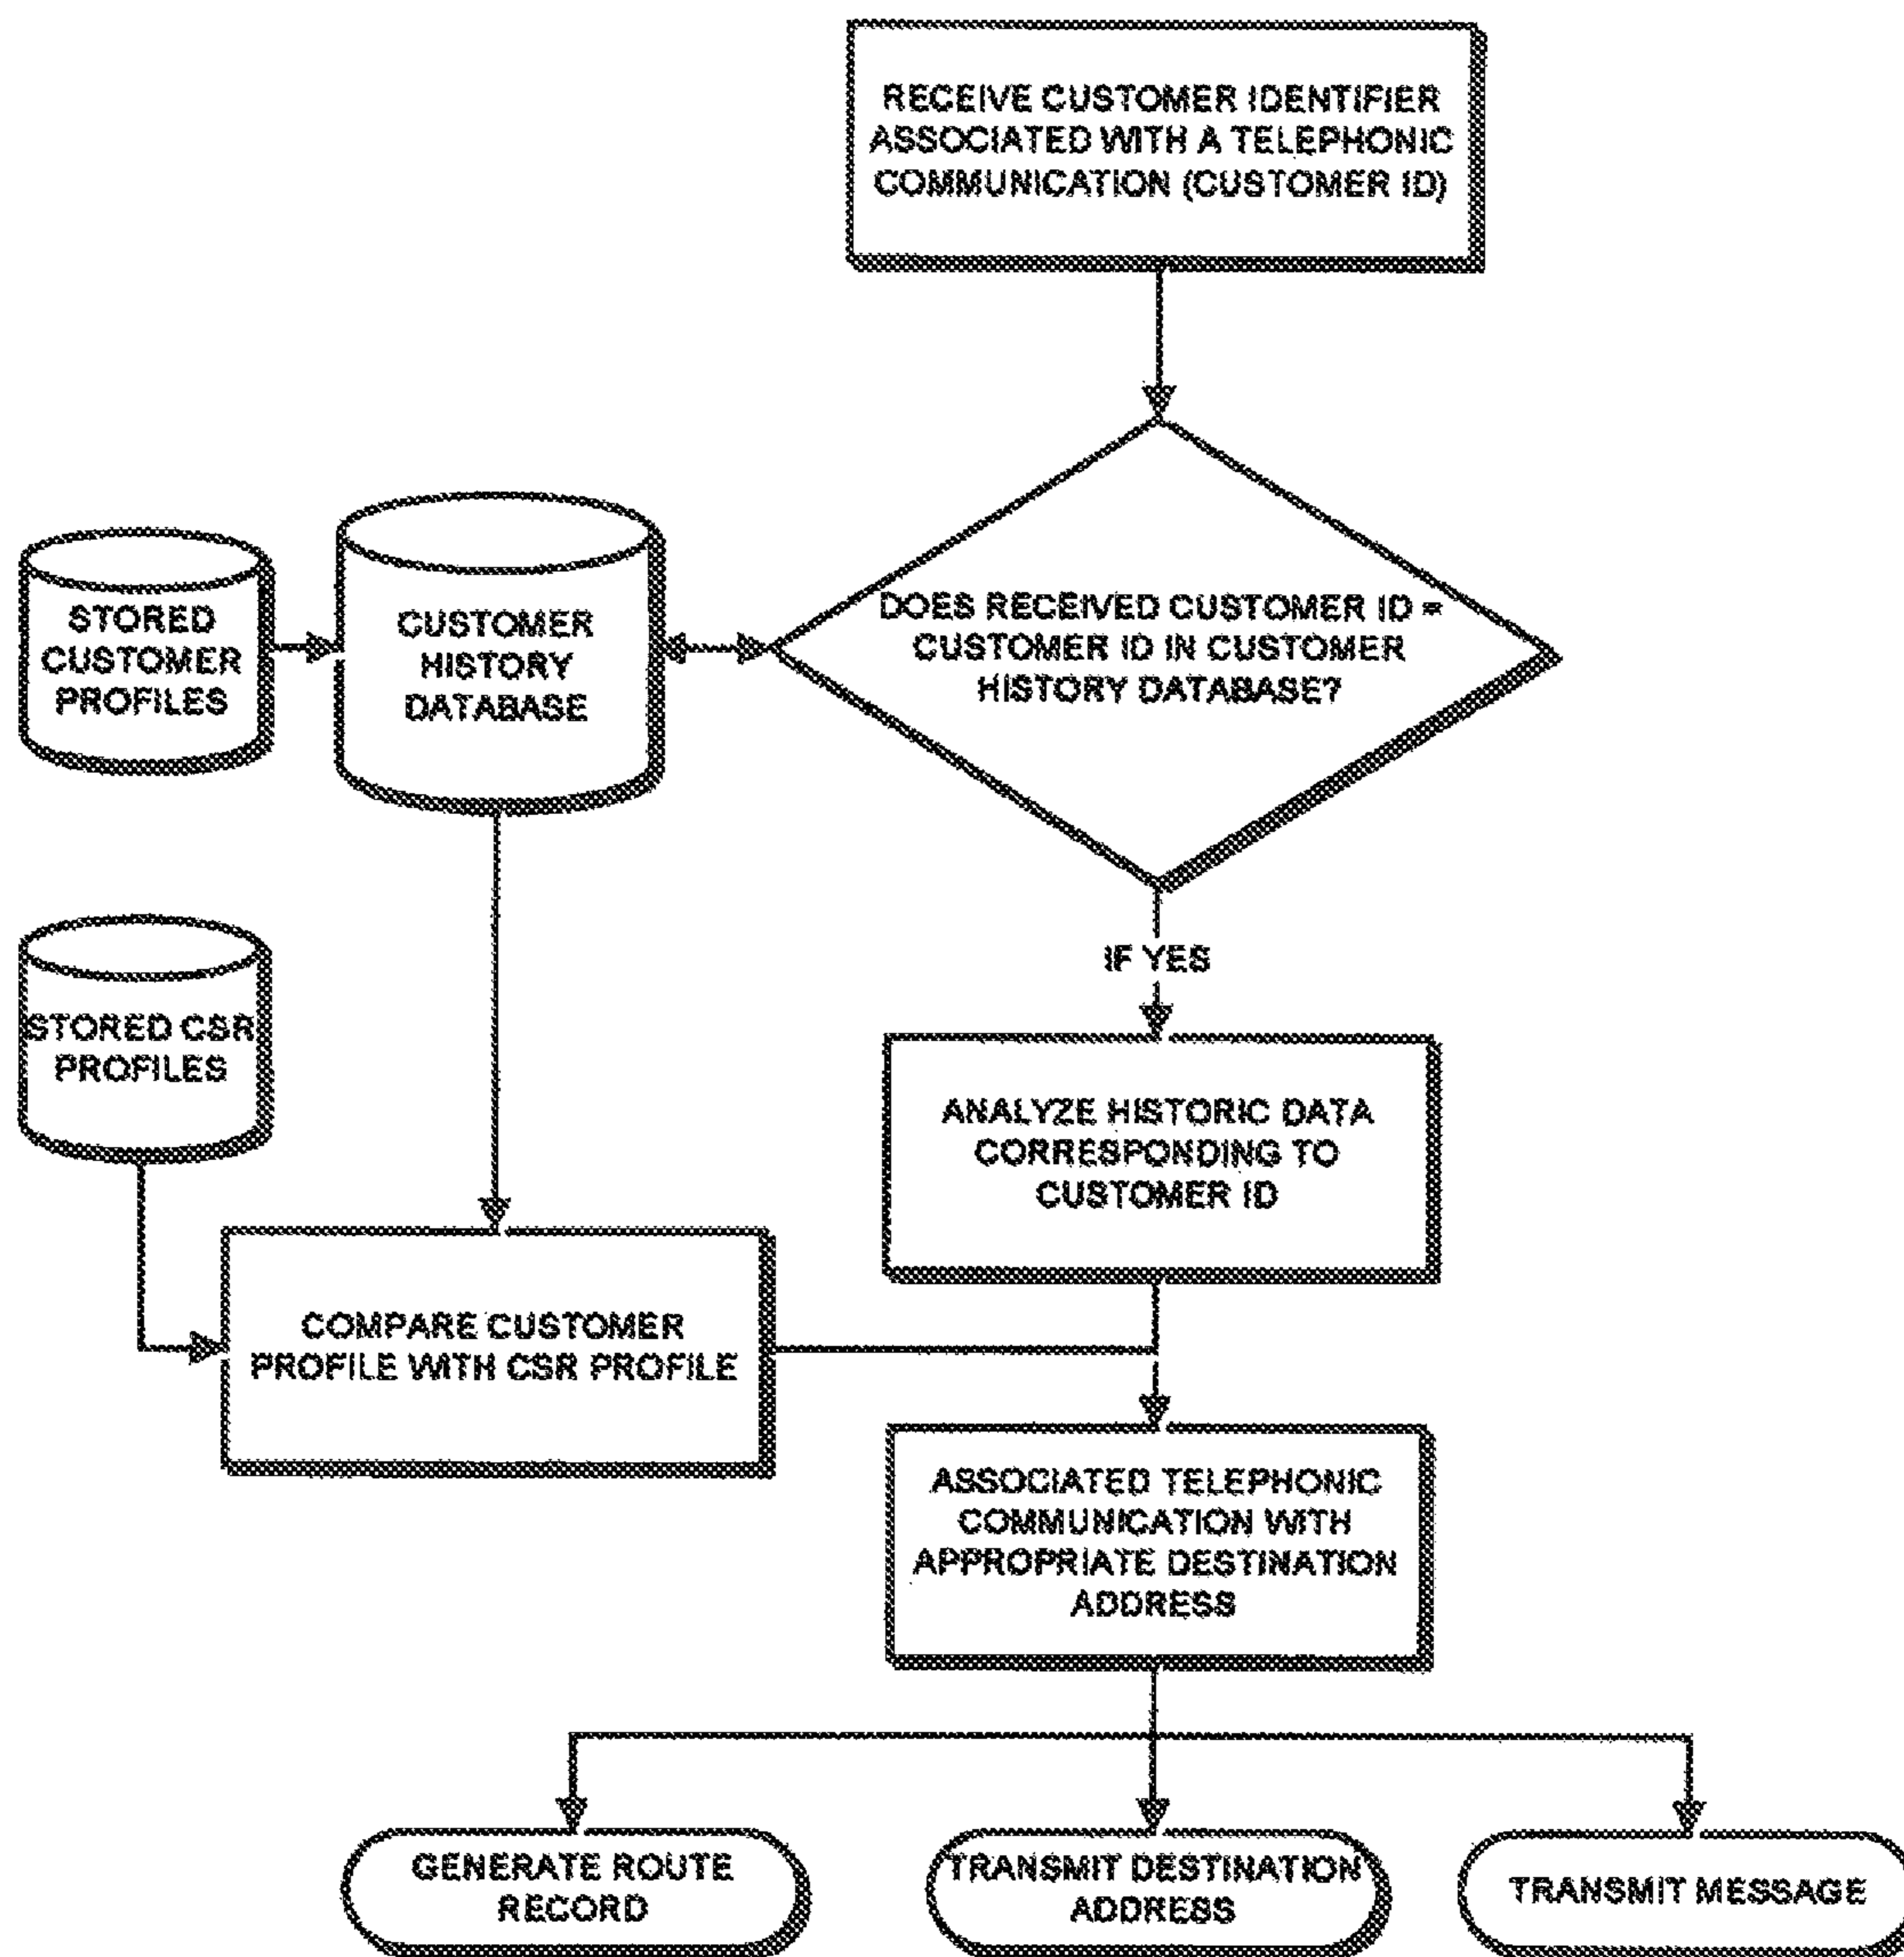 RECEIVE CUSTOMER IDENTIFIER
ASSOCIATED WITH A TELEPHONIC
COMMUNICATION (CUSTOMER ID)
STORED
CUSTOMER
PROFILES
CUSTOMER
HISTORY
DATABASE
DOES RECEIVED CUSTOMER ID =
CUSTOMER ID IN CUSTOMER
HISTORY DATABASE?
IF YES
STORED CSR
PROFILES
ANALYZE HISTORIC DATA
CORRESPONDING TO
CUSTOMER ID
COMPARE CUSTOMER
PROFILE WITH CSR PROFILE
ASSOCIATED TELEPHONIC
COMMUNICATION WITH
APPROPRIATE DESTINATION
ADDRESS
GENERATE ROUTE
RECORD
TRANSMIT DESTINATION
ADDRESS
TRANSMIT MESSAGE